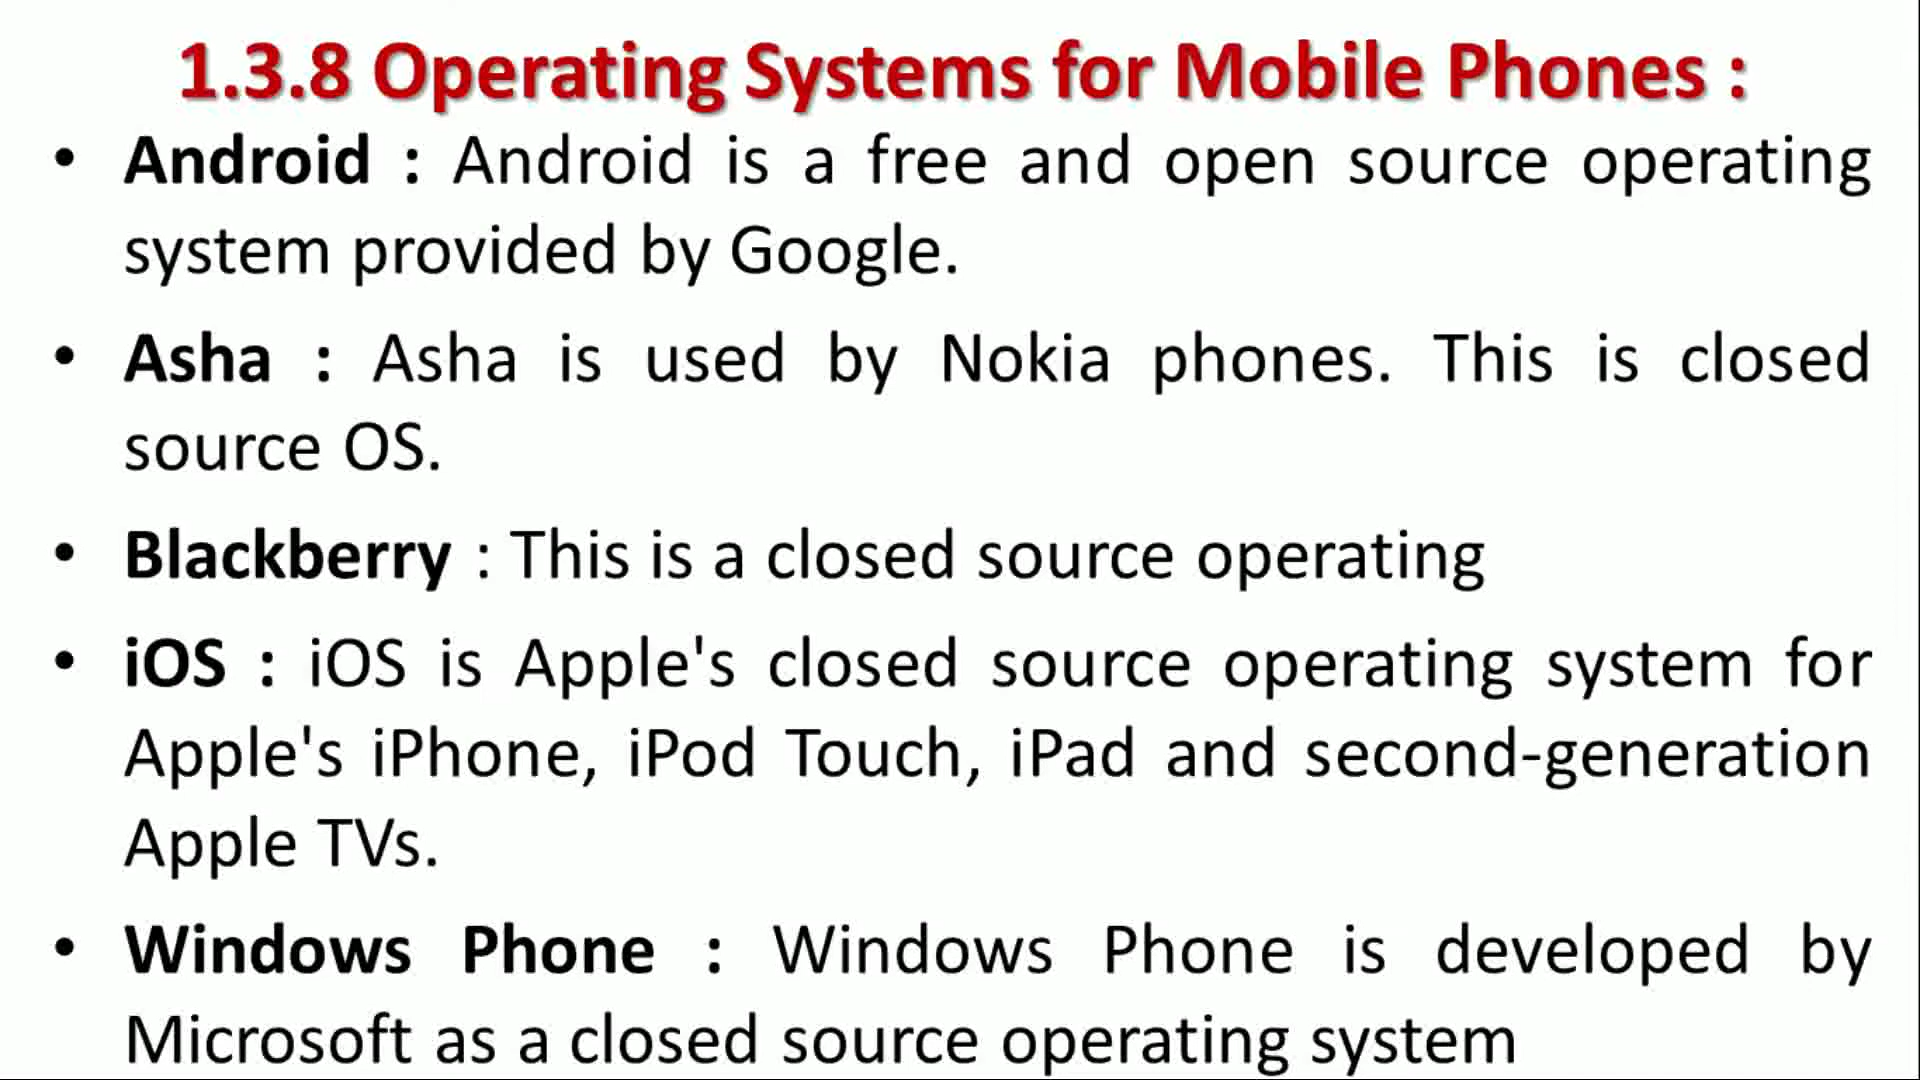 1.3.8 Operating Systems for Mobile Phones :
• Android : Android is a free and open source operating
system provided by Google.
• Asha : Asha is used by Nokia phones. This is closed
source OS.
• Blackberry : This is a closed source operating
• iOS : iOS is Apple's closed source operating system for
Apple's iPhone, iPod Touch, iPad and second-generation
Apple TVs.
• Windows Phone : Windows Phone is developed by
Microsoft as a closed source operating system